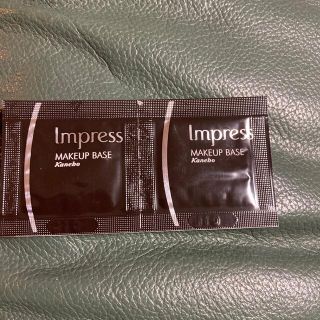 Impress
MAKEUP BASE
Kanebo
Impress
MAKEUP BASE
Kanebo